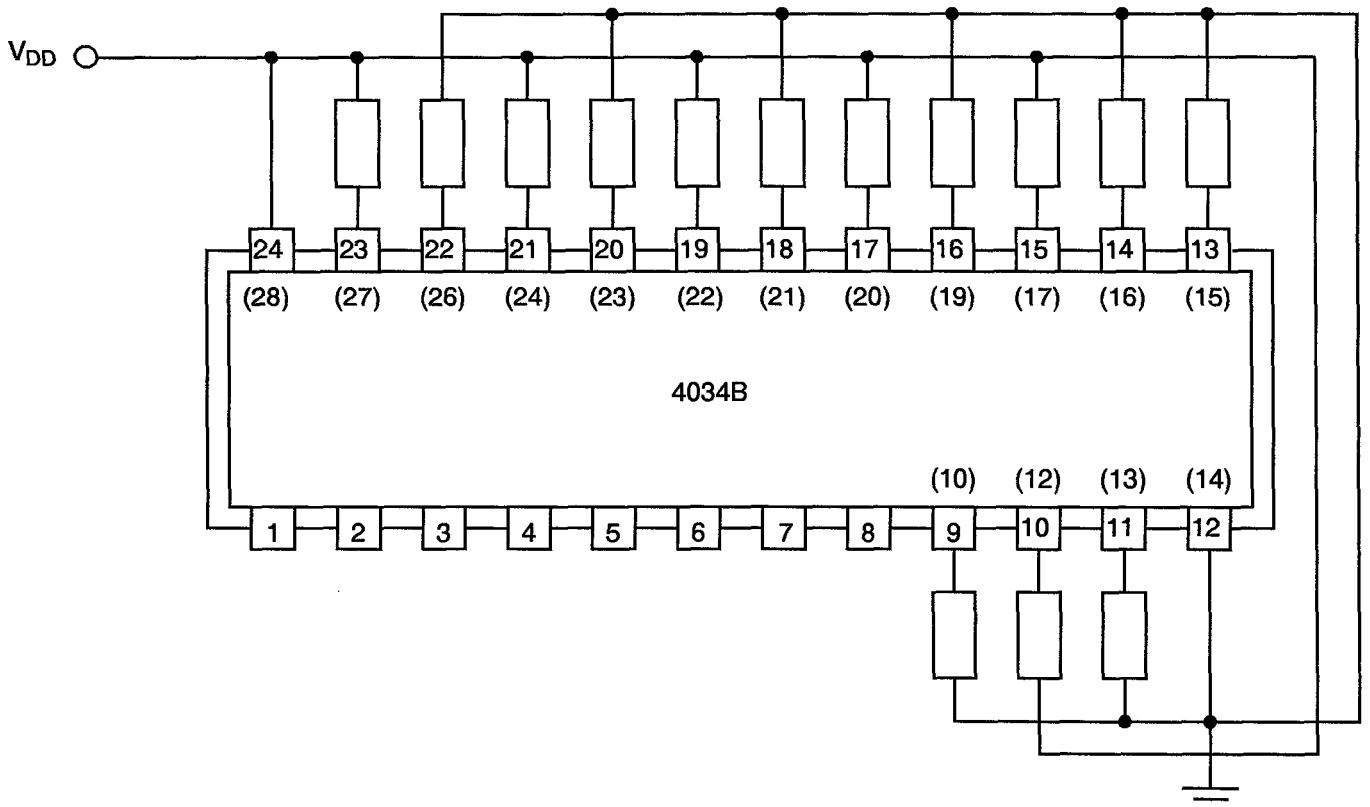 VDD
24 23 22 21 20 19 18 17 16 15 14 13
(28) (27) (26) (24) (23) (22) (21) (20) (19) (17) (16) (15)
4034B
(10) (12) (13) (14)
1 2 3 4 5 6 7 8 9 10 11 12